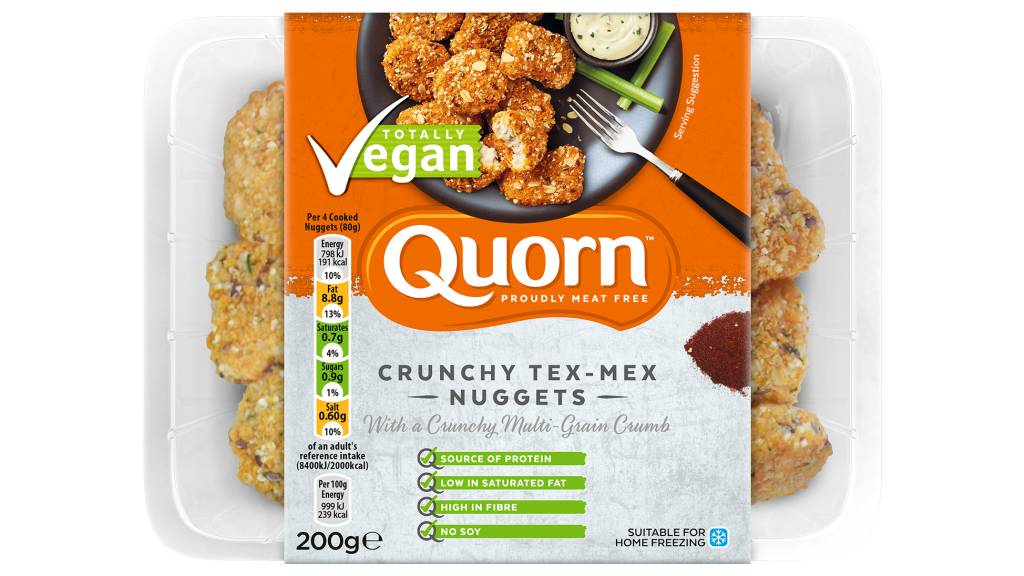 Serving Suggestion
TOTALLY
Vegan
Per 4 Cooked
Nuggets (80g)
Energy
798 kJ
191 kcal
10%
Fat
8.8g
13%
Saturates
0.7g
4%
Sugars
0.9g
1%
Salt
0.60g
10%
of an adult's
reference intake
(8400kJ/2000kcal)
Per 100g
Energy
999 kJ
239 kcal
200g℮
Quorn™
PROUDLY MEAT FREE
CRUNCHY TEX-MEX
NUGGETS
With a Crunchy Multi-Grain Crumb
SOURCE OF PROTEIN
LOW IN SATURATED FAT
HIGH IN FIBRE
NO SOY
SUITABLE FOR
HOME FREEZING